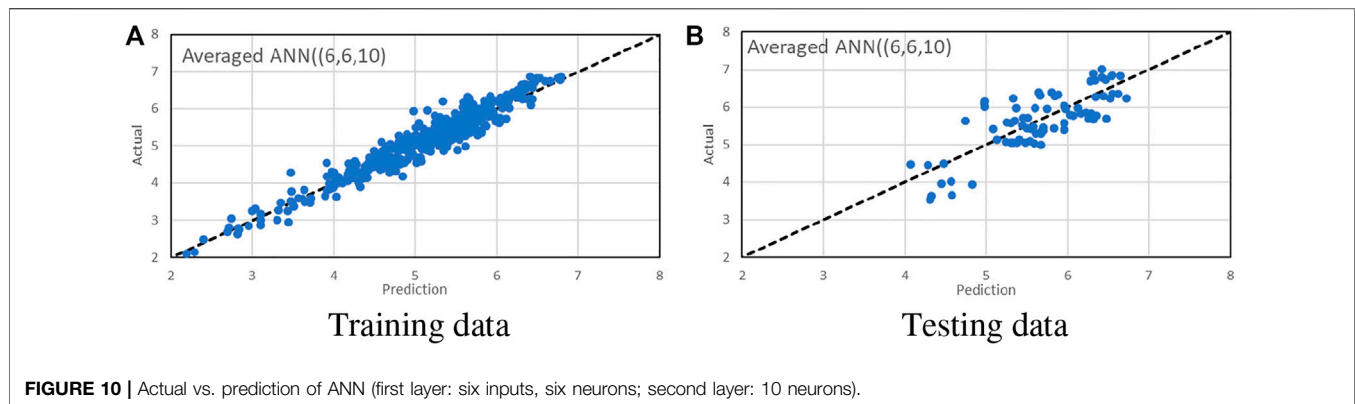 A
Averaged ANN((6,6,10)
8
7
6
5
4
3
2
Actual
2 3 4 5 6 7 8
Prediction
Training data
B
Averaged ANN((6,6,10)
8
7
6
5
4
3
2
Actual
2 3 4 5 6 7 8
Pediction
Testing data
FIGURE 10 | Actual vs. prediction of ANN (first layer: six inputs, six neurons; second layer: 10 neurons).